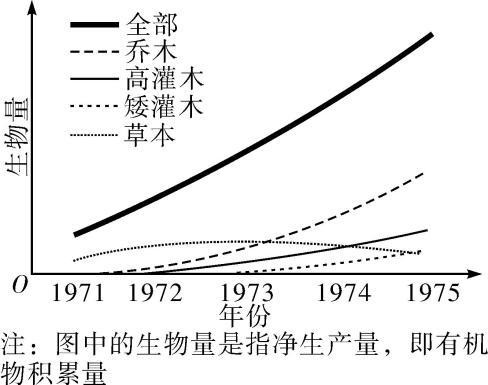 全部
乔木
高灌木
矮灌木
草本
生物量
O
1971 1972 1973 1974 1975
年份
注：图中的生物量是指净生产量，即有机
物积累量